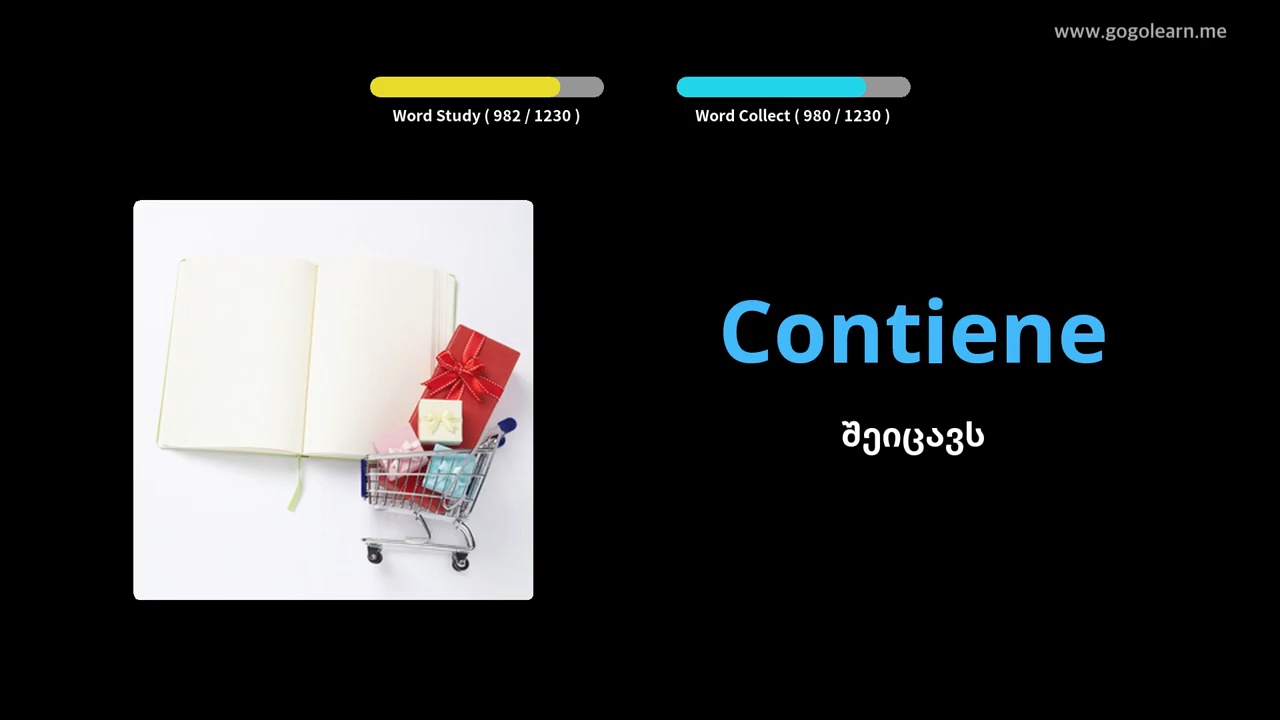 www.gogolearn.me
Word Study ( 982 / 1230 )
Word Collect ( 980 / 1230 )
Contiene
შეიცავს